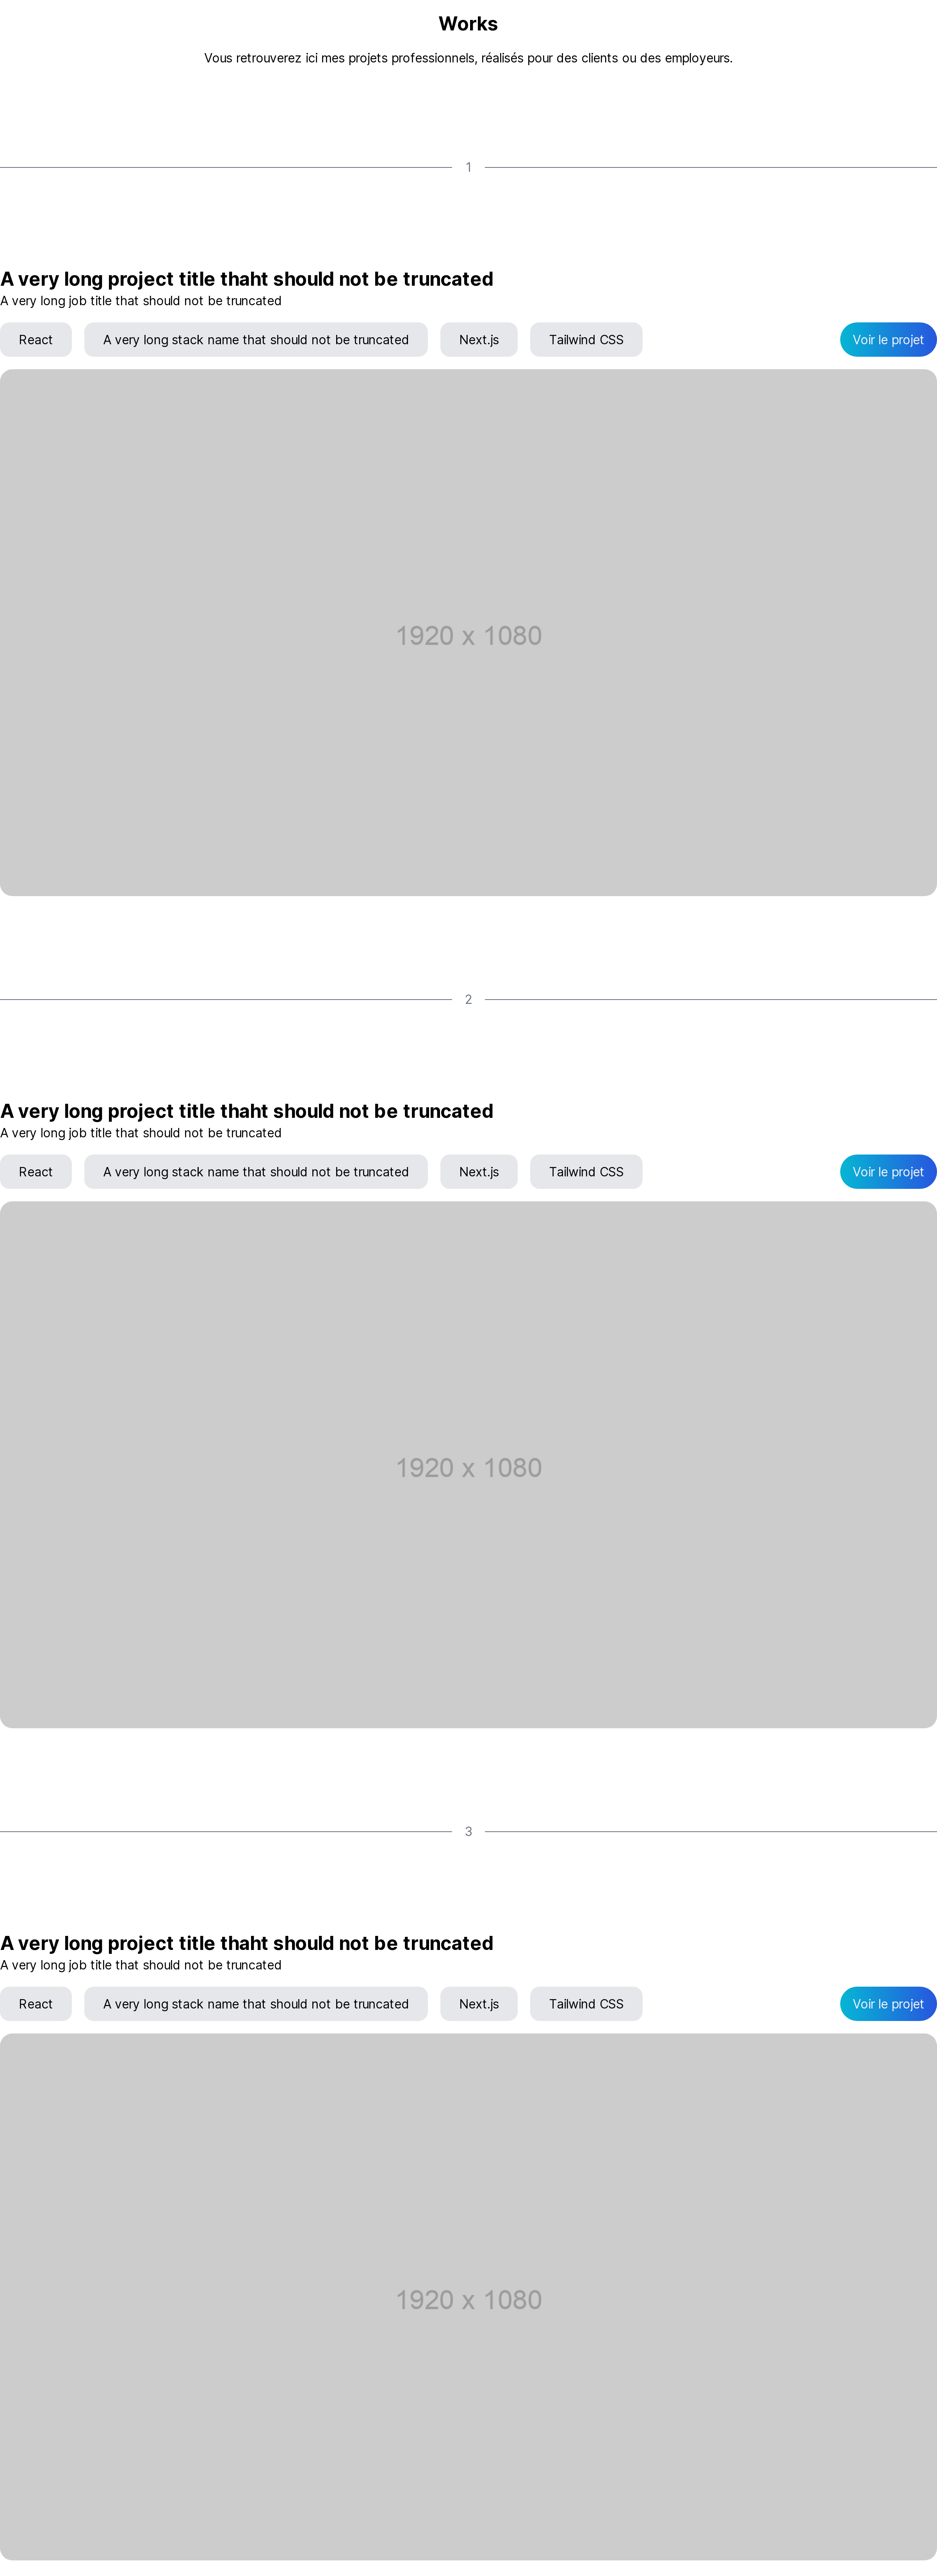 Works
Vous retrouverez ici mes projets professionnels, réalisés pour des clients ou des employeurs.
1
A very long project title thaht should not be truncated
A very long job title that should not be truncated
React A very long stack name that should not be truncated Next.js Tailwind CSS Voir le projet
1920 x 1080
2
A very long project title thaht should not be truncated
A very long job title that should not be truncated
React A very long stack name that should not be truncated Next.js Tailwind CSS Voir le projet
1920 x 1080
3
A very long project title thaht should not be truncated
A very long job title that should not be truncated
React A very long stack name that should not be truncated Next.js Tailwind CSS Voir le projet
1920 x 1080